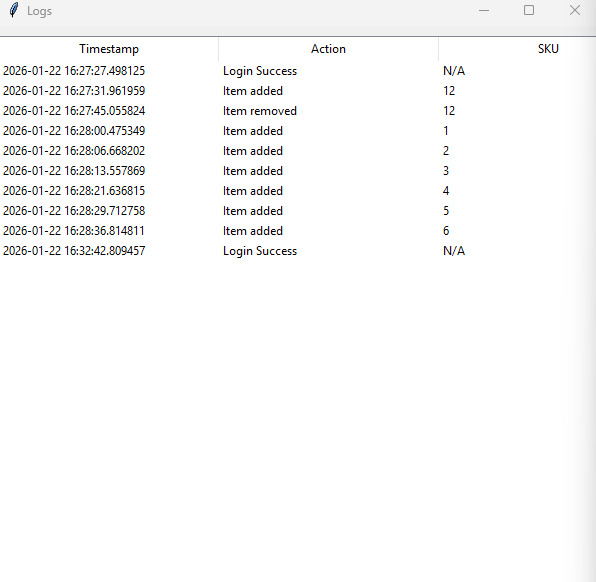 Logs
Timestamp Action SKU
2026-01-22 16:27:27.498125 Login Success N/A
2026-01-22 16:27:31.961959 Item added 12
2026-01-22 16:27:45.055824 Item removed 12
2026-01-22 16:28:00.475349 Item added 1
2026-01-22 16:28:06.668202 Item added 2
2026-01-22 16:28:13.557869 Item added 3
2026-01-22 16:28:21.636815 Item added 4
2026-01-22 16:28:29.712758 Item added 5
2026-01-22 16:28:36.814811 Item added 6
2026-01-22 16:32:42.809457 Login Success N/A